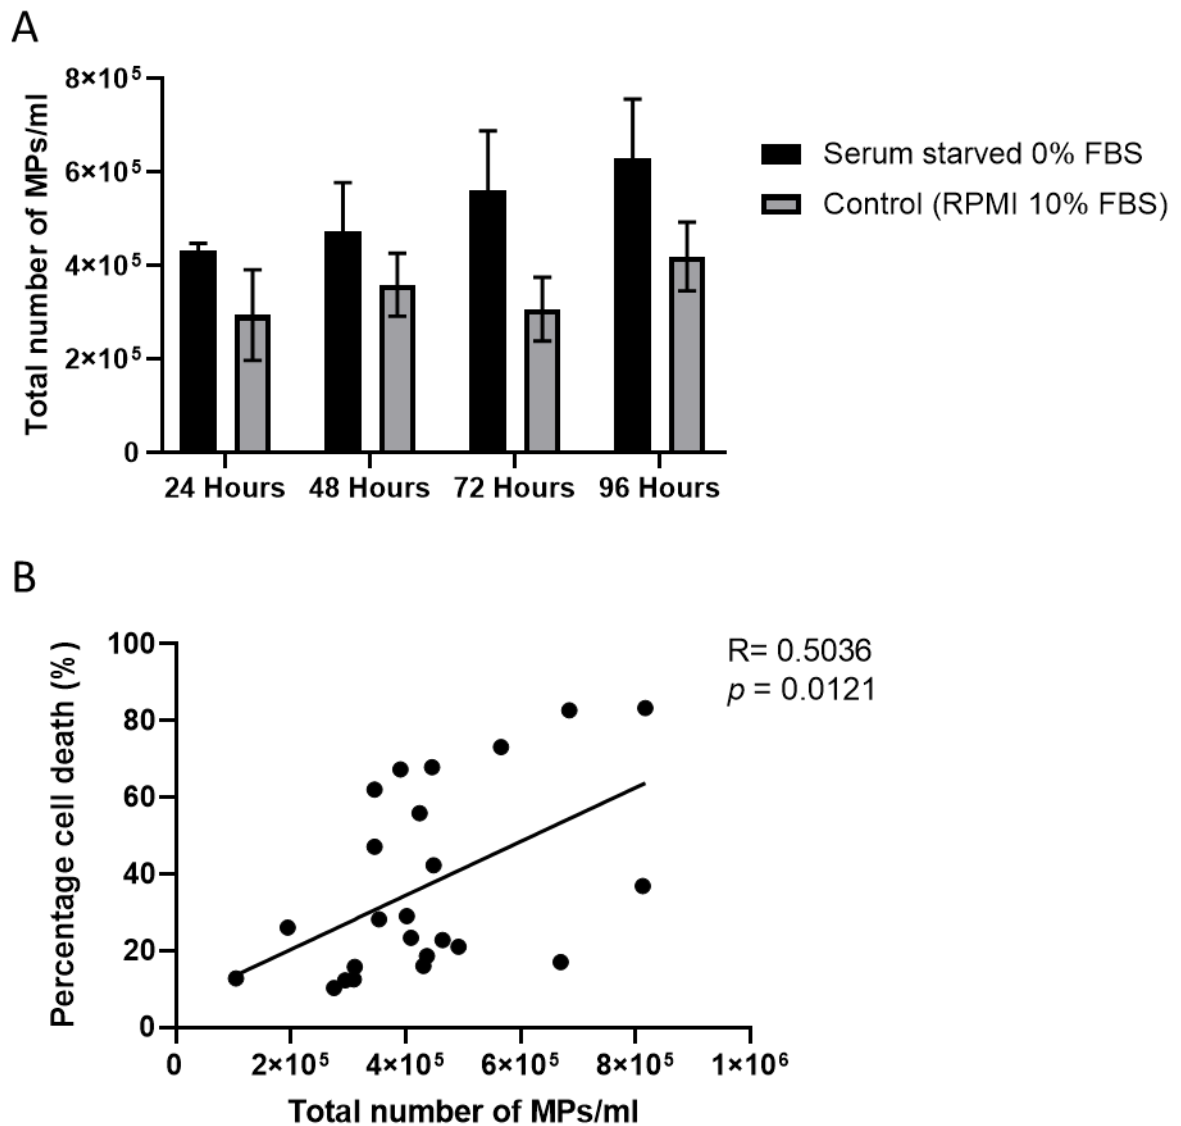 A
Total number of MPs/ml
8×10⁵
6×10⁵
4×10⁵
2×10⁵
0
24 Hours 48 Hours 72 Hours 96 Hours
Serum starved 0% FBS
Control (RPMI 10% FBS)
B
Percentage cell death (%)
100
80
60
40
20
0
0 2×10⁵ 4×10⁵ 6×10⁵ 8×10⁵ 1×10⁶
Total number of MPs/ml
R= 0.5036
p = 0.0121